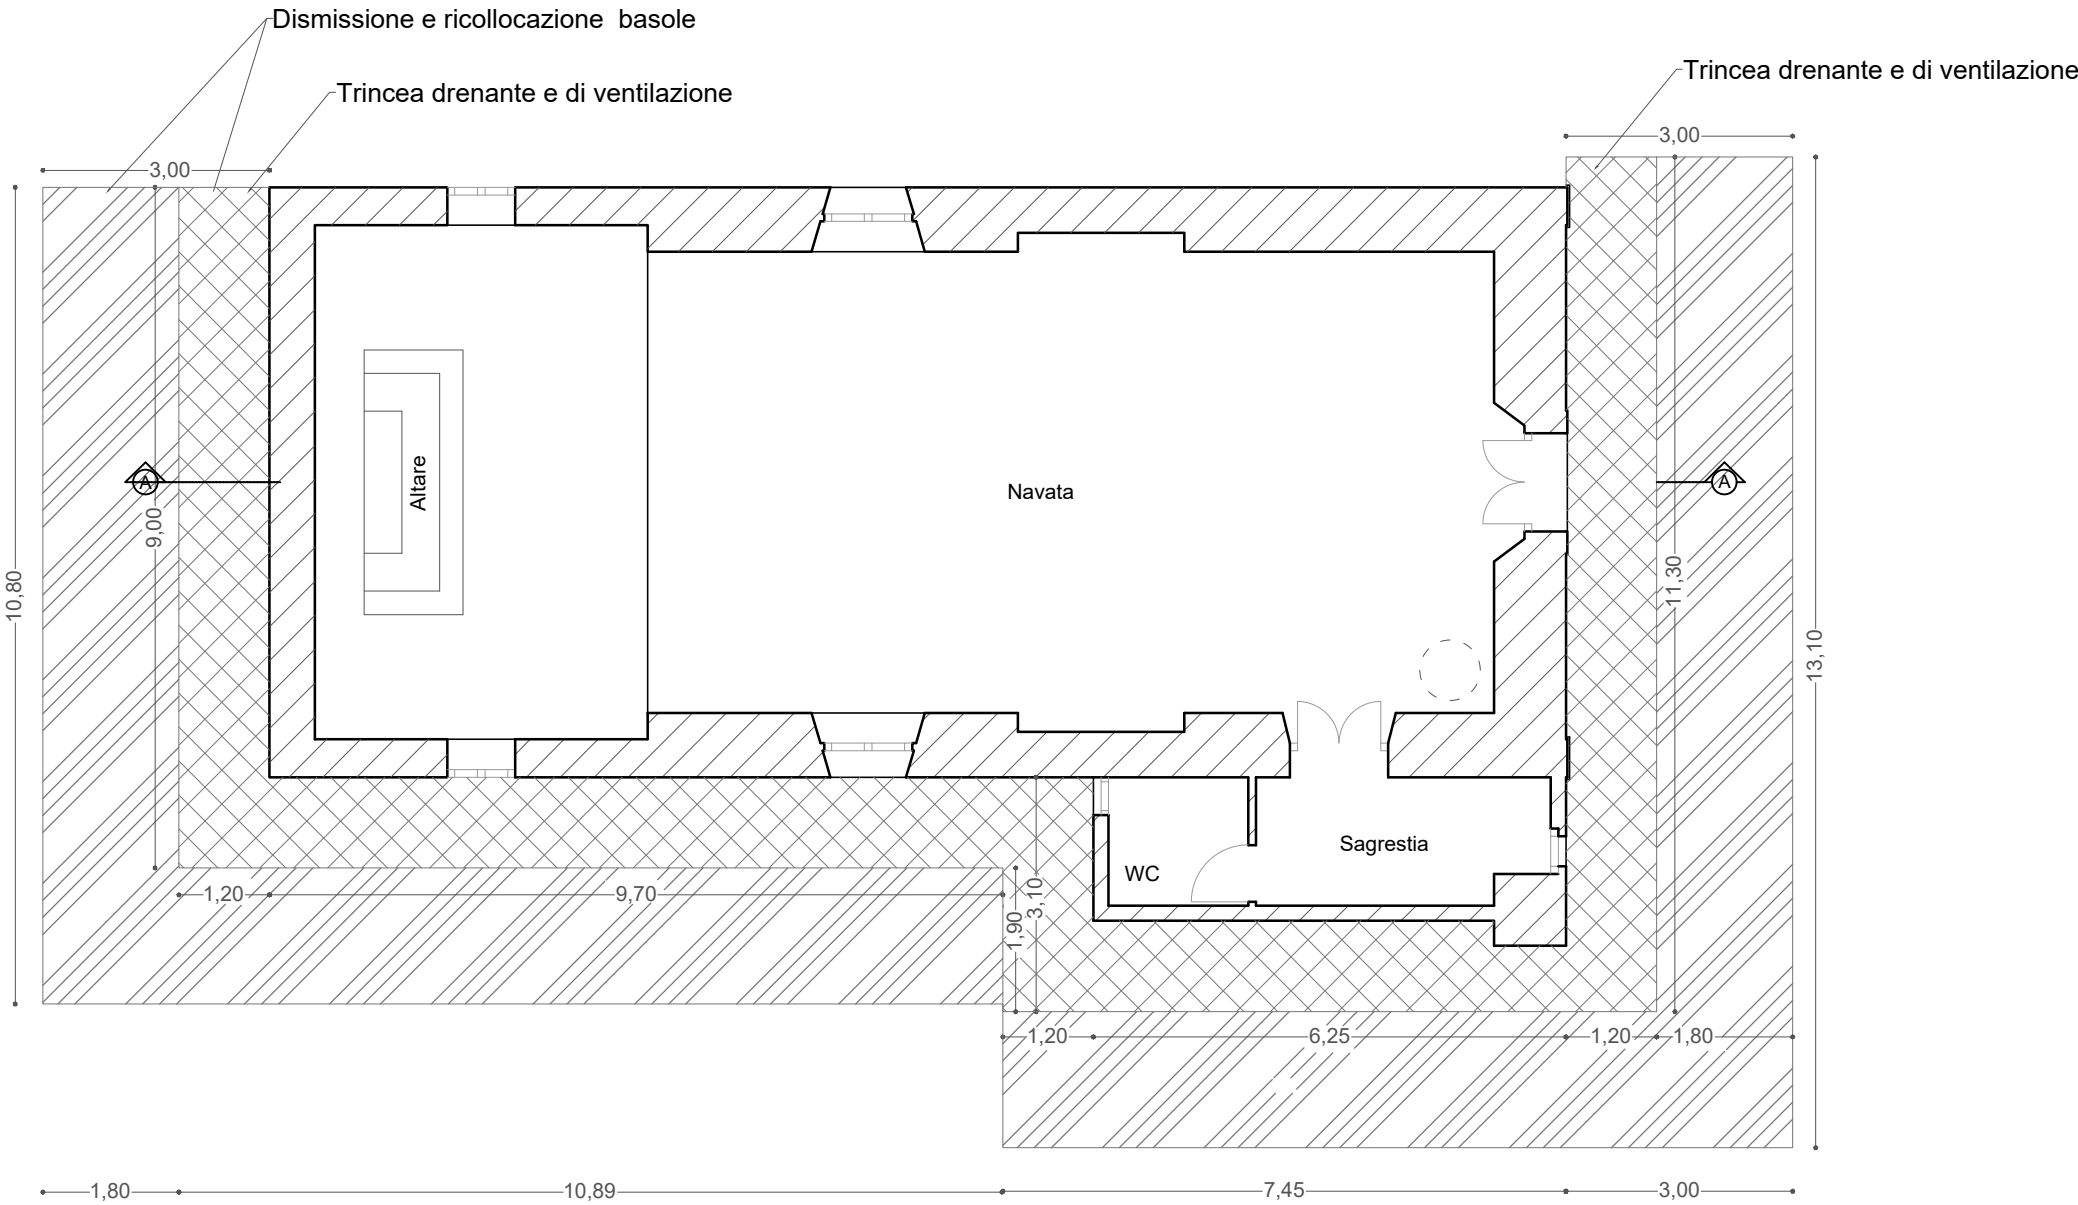 Dismissione e ricollocazione basole
Trincea drenante e di ventilazione
Trincea drenante e di ventilazione
3,00
3,00
Altare
Navata
A
A
9,00
10,80
11,30
13,10
Sagrestia
WC
1,20
9,70
1,90
3,10
1,20
6,25
1,20
1,80
1,80
10,89
7,45
3,00